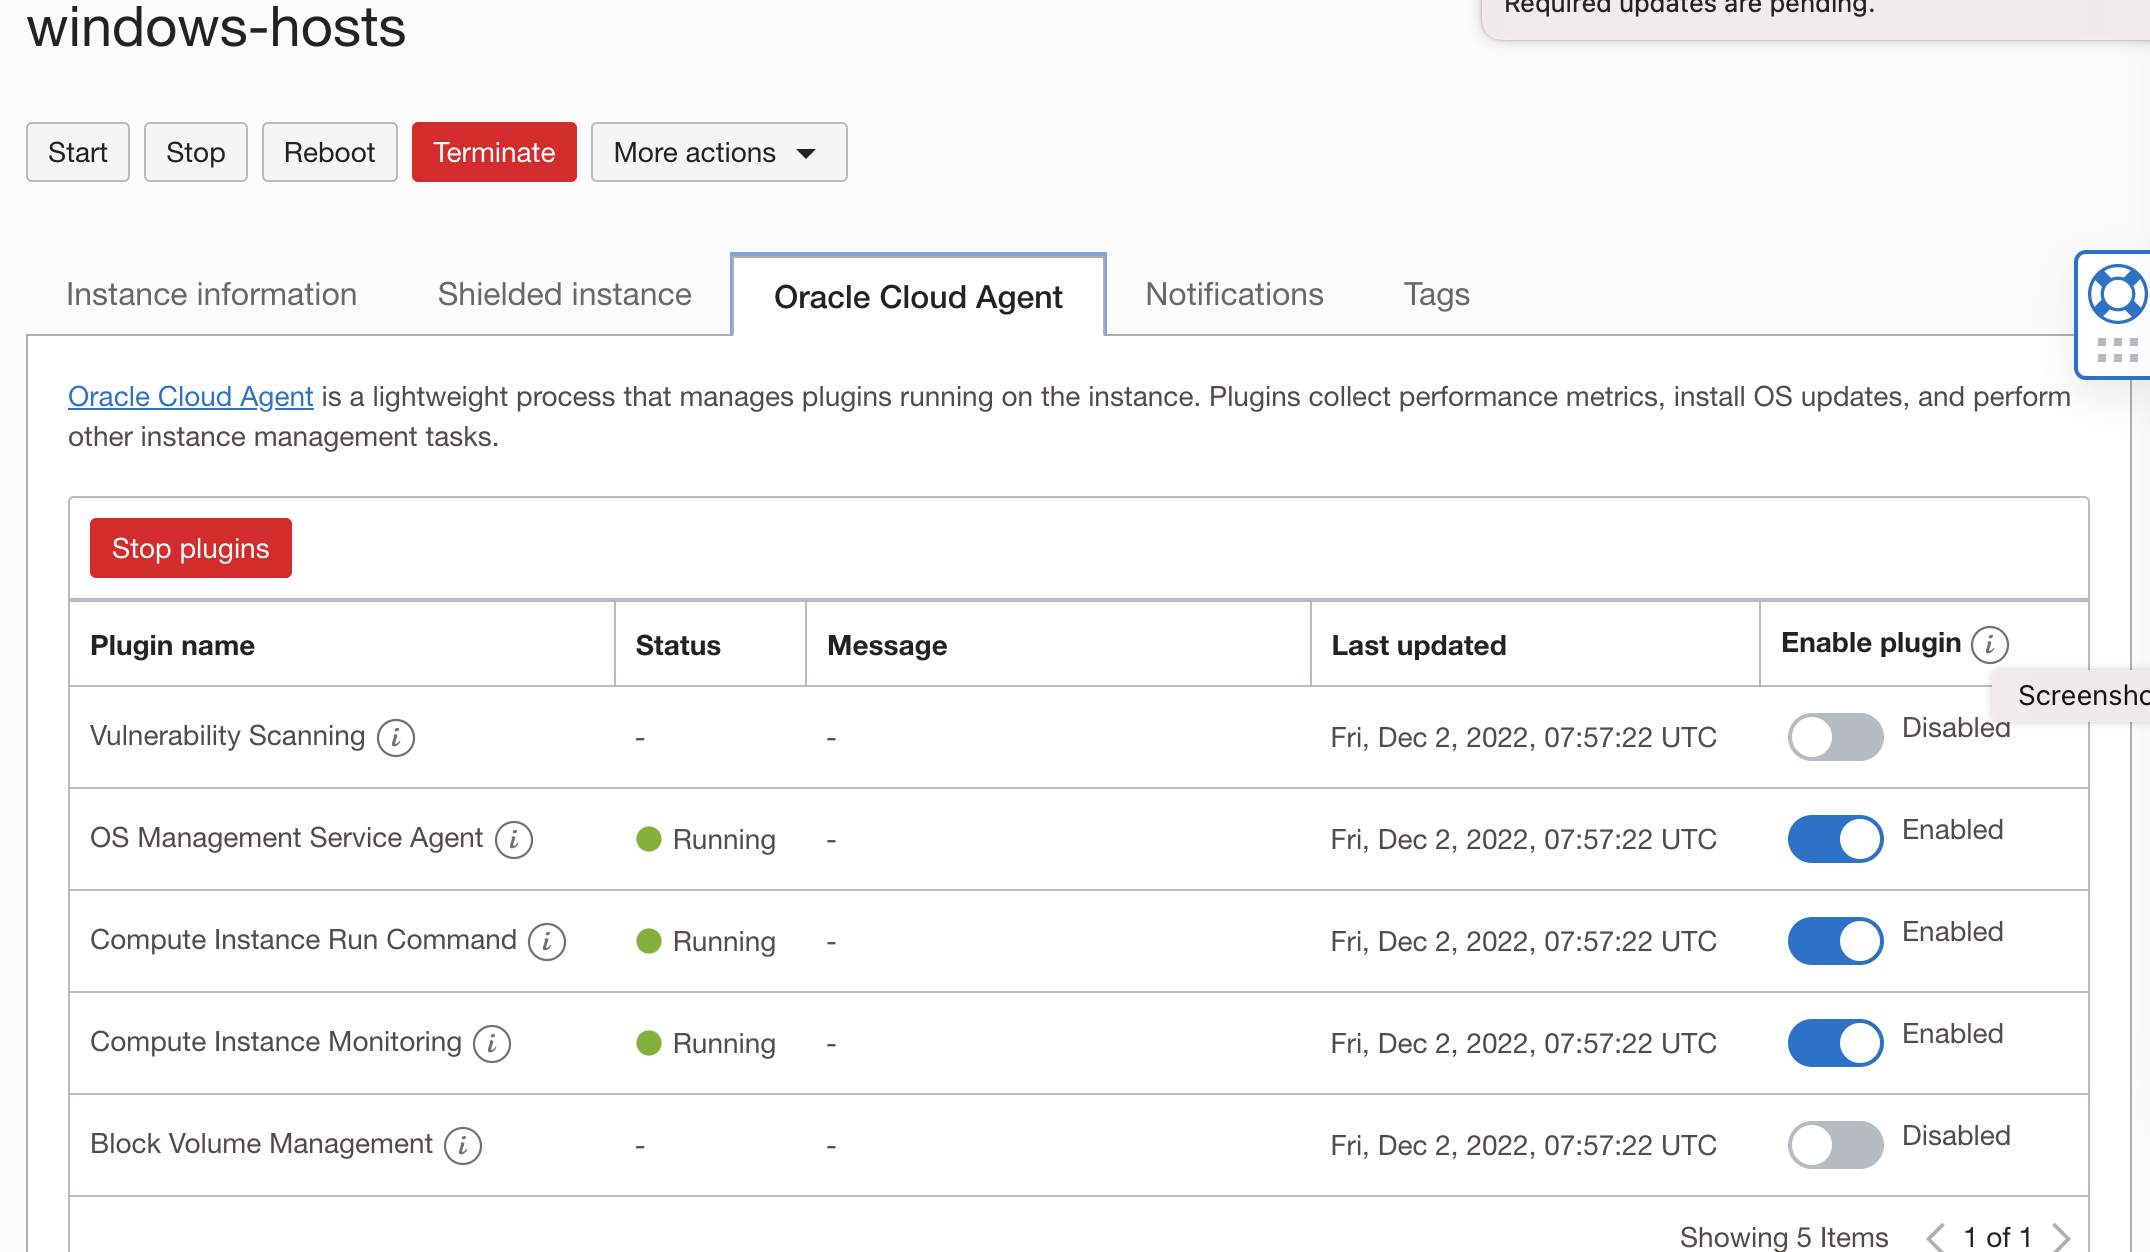 Required updates are pending.
windows-hosts
Start Stop Reboot Terminate More actions
Instance information Shielded instance Oracle Cloud Agent Notifications Tags
Oracle Cloud Agent is a lightweight process that manages plugins running on the instance. Plugins collect performance metrics, install OS updates, and perform
other instance management tasks.
Stop plugins
Plugin name Status Message Last updated Enable plugin i
Screensho
Vulnerability Scanning i - - Fri, Dec 2, 2022, 07:57:22 UTC Disabled
OS Management Service Agent i Running - Fri, Dec 2, 2022, 07:57:22 UTC Enabled
Compute Instance Run Command i Running - Fri, Dec 2, 2022, 07:57:22 UTC Enabled
Compute Instance Monitoring i Running - Fri, Dec 2, 2022, 07:57:22 UTC Enabled
Block Volume Management i - - Fri, Dec 2, 2022, 07:57:22 UTC Disabled
Showing 5 Items < 1 of 1 >